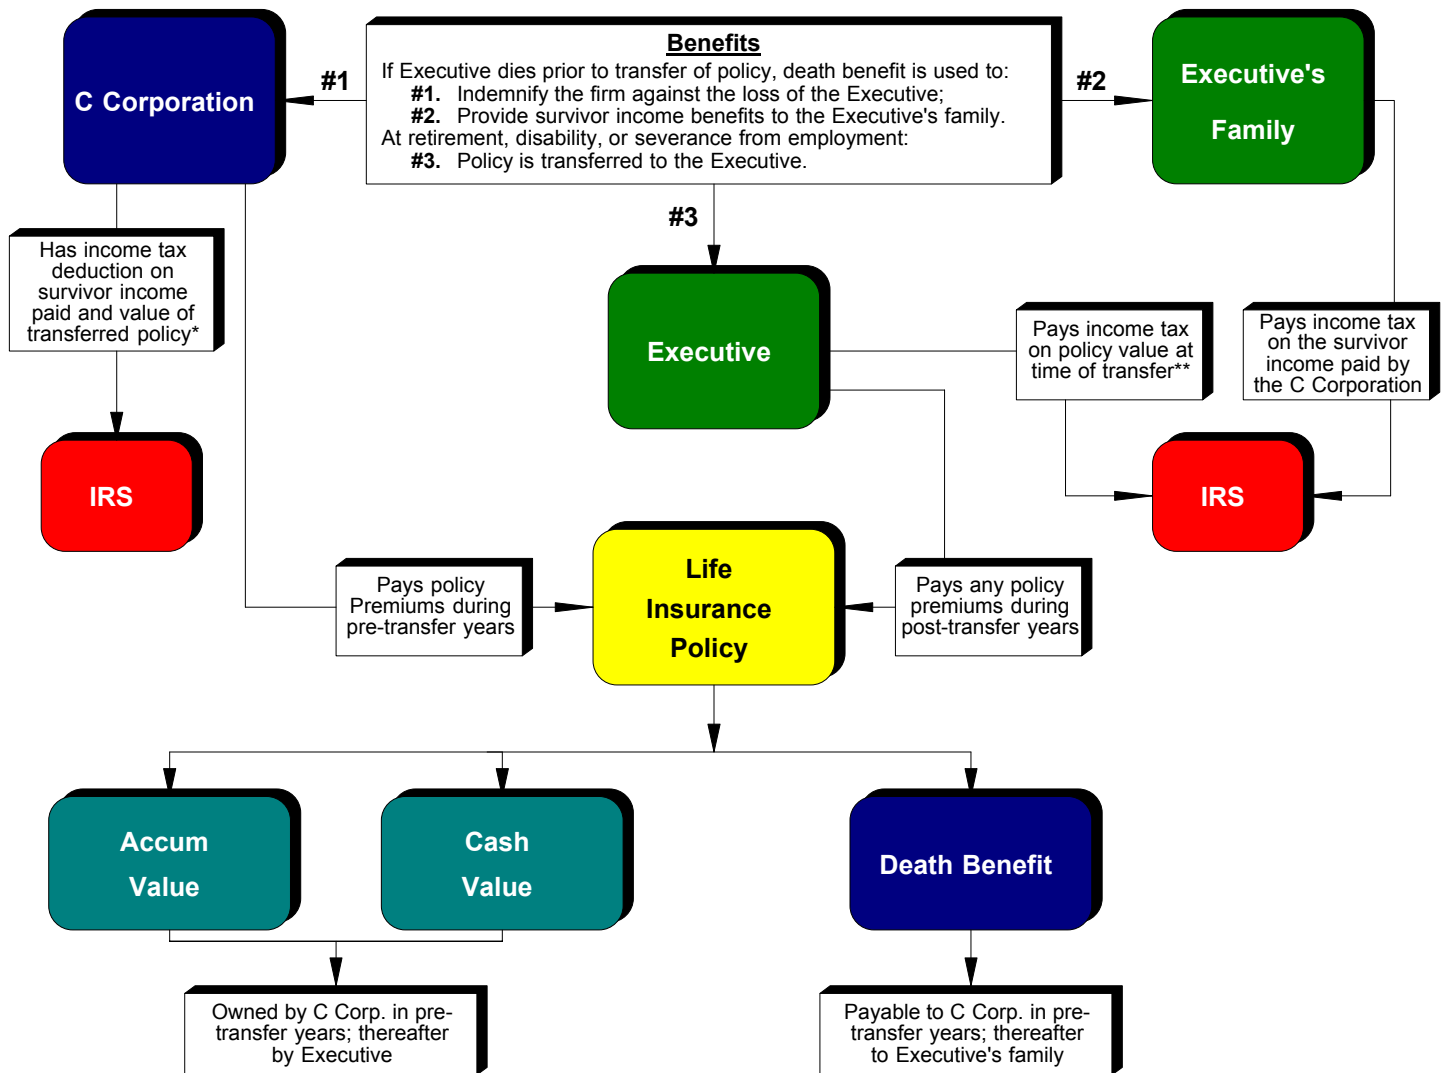 Benefits
If Executive dies prior to transfer of policy, death benefit is used to:
#1. Indemnify the firm against the loss of the Executive;
#2. Provide survivor income benefits to the Executive's family.
At retirement, disability, or severance from employment:
#3. Policy is transferred to the Executive.
#1
#2
C Corporation
Executive's
Family
#3
Has income tax
deduction on
survivor income
paid and value of
transferred policy*
Executive
Pays income tax
on policy value at
time of transfer**
Pays income tax
on the survivor
income paid by
the C Corporation
IRS
IRS
Pays policy
Premiums during
pre-transfer years
Life
Insurance
Policy
Pays any policy
premiums during
post-transfer years
Accum
Value
Cash
Value
Death Benefit
Owned by C Corp. in pre-
transfer years; thereafter
by Executive
Payable to C Corp. in pre-
transfer years; thereafter
to Executive's family